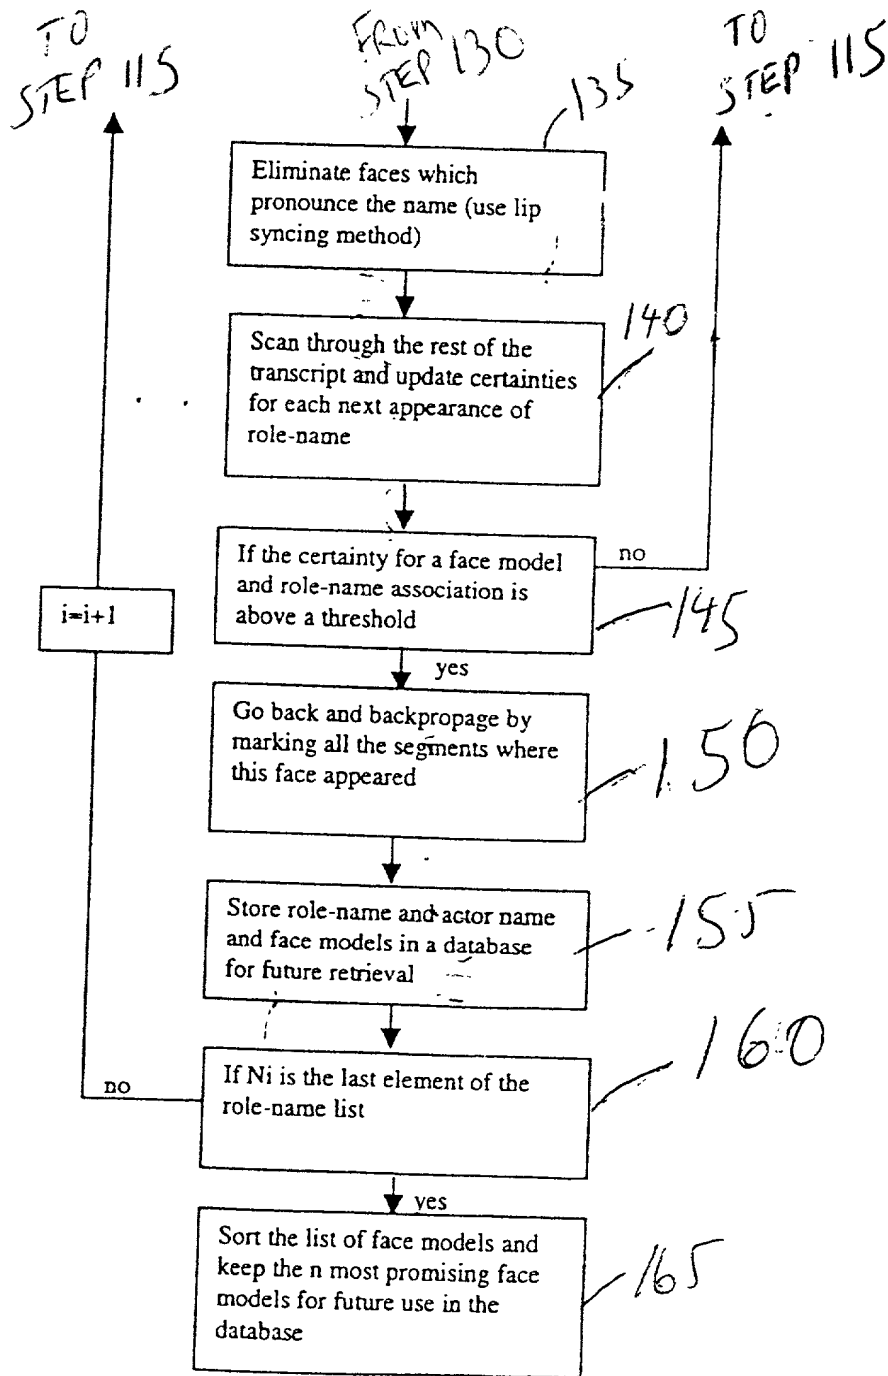 TO
STEP 115
FROM
STEP 130
TO
STEP 115
135
Eliminate faces which
pronounce the name (use lip
syncing method)
140
Scan through the rest of the
transcript and update certainties
for each next appearance of
role-name
If the certainty for a face model
and role-name association is
above a threshold
no
145
i=i+1
yes
Go back and backpropage by
marking all the segments where
this face appeared
150
Store role-name and actor name
and face models in a database
for future retrieval
155
If Ni is the last element of the
role-name list
160
no
yes
Sort the list of face models and
keep the n most promising face
models for future use in the
database
165